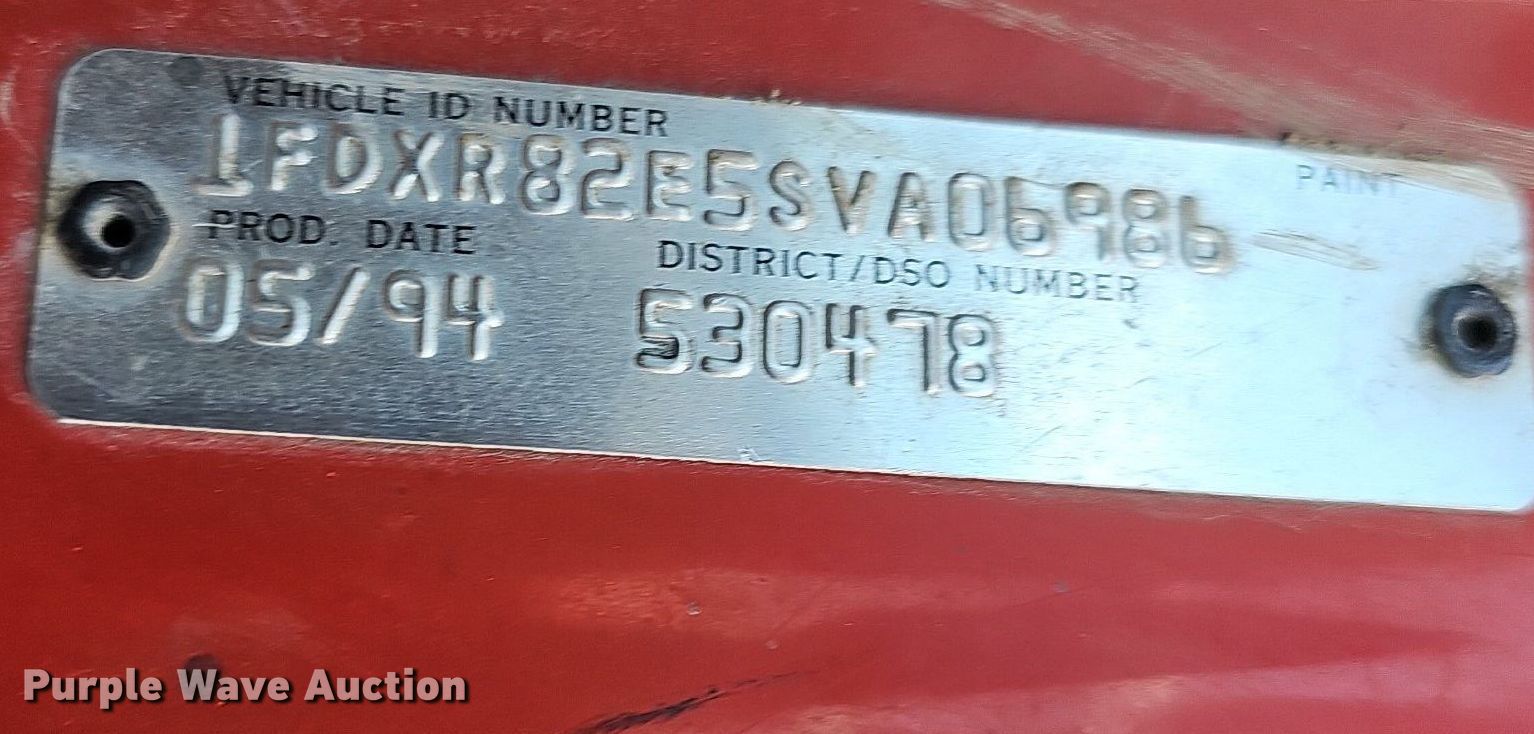 VEHICLE ID NUMBER
1FDXR82E5SVA06986
PAINT
PROD. DATE
DISTRICT/DSO NUMBER
05/94
530478
Purple Wave Auction